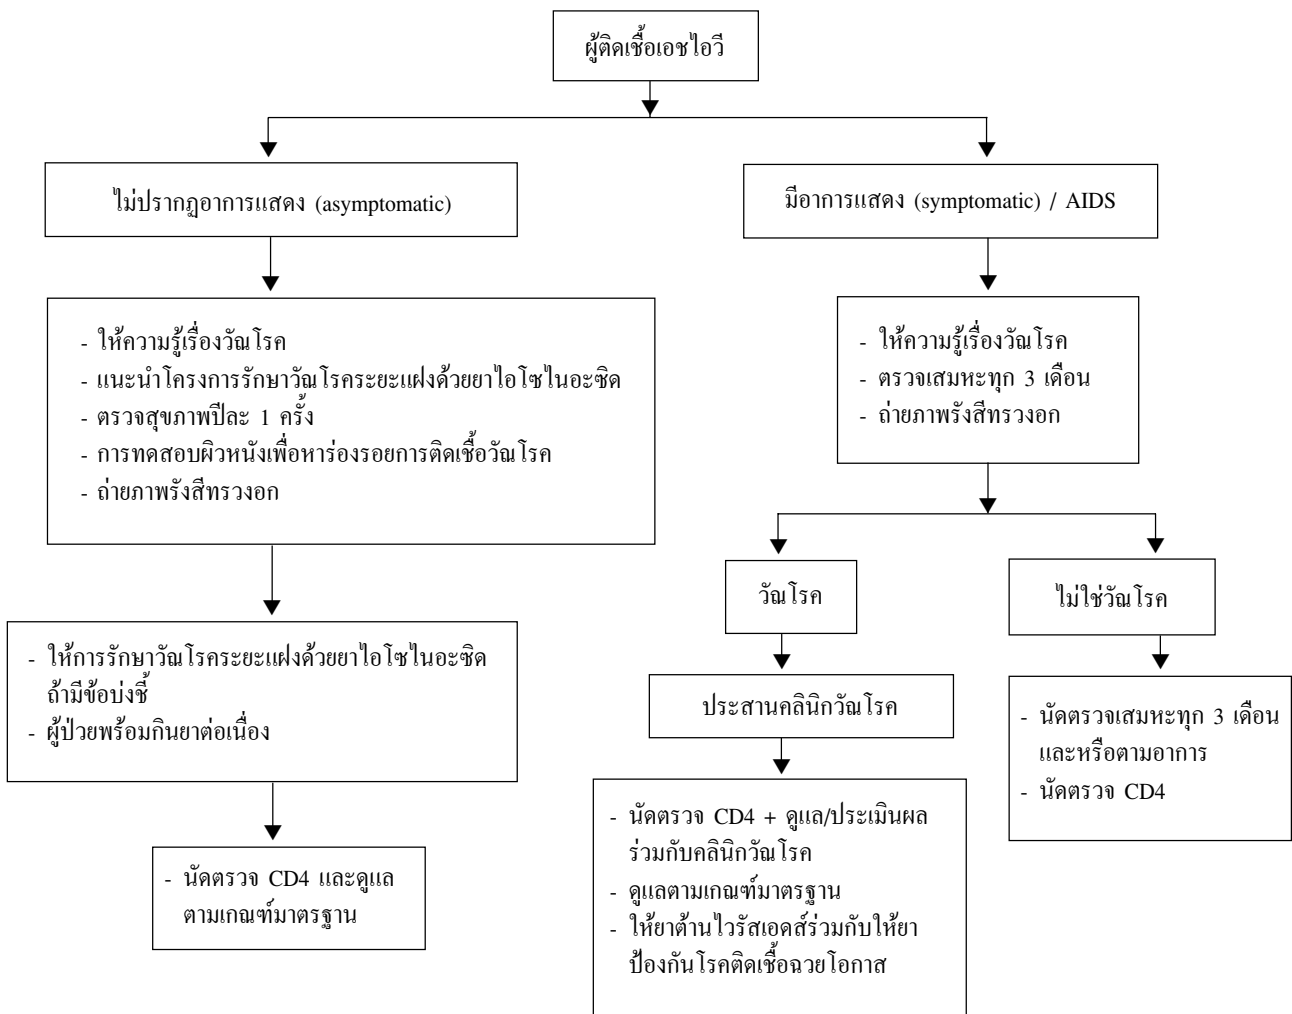 ผู้ติดเชื้อเอชไอวี
ไม่ปรากฏอาการแสดง (asymptomatic)
มีอาการแสดง (symptomatic) / AIDS
- ให้ความรู้เรื่องวัณโรค
- แนะนำโครงการรักษาวัณโรคระยะแฝงด้วยยาไอโซไนอะซิด
- ตรวจสุขภาพปีละ 1 ครั้ง
- การทดสอบผิวหนังเพื่อหาร่องรอยการติดเชื้อวัณโรค
- ถ่ายภาพรังสีทรวงอก
- ให้ความรู้เรื่องวัณโรค
- ตรวจเสมหะทุก 3 เดือน
- ถ่ายภาพรังสีทรวงอก
วัณโรค
ไม่ใช่วัณโรค
- ให้การรักษาวัณโรคระยะแฝงด้วยยาไอโซไนอะซิด
ถ้ามีข้อบ่งชี้
- ผู้ป่วยพร้อมกินยาต่อเนื่อง
ประสานคลินิกวัณโรค
- นัดตรวจเสมหะทุก 3 เดือน
และหรือตามอาการ
- นัดตรวจ CD4
- นัดตรวจ CD4 และดูแล
ตามเกณฑ์มาตรฐาน
- นัดตรวจ CD4 + ดูแล/ประเมินผล
ร่วมกับคลินิกวัณโรค
- ดูแลตามเกณฑ์มาตรฐาน
- ให้ยาต้านไวรัสเอดส์ร่วมกับให้ยา
ป้องกันโรคติดเชื้อฉวยโอกาส